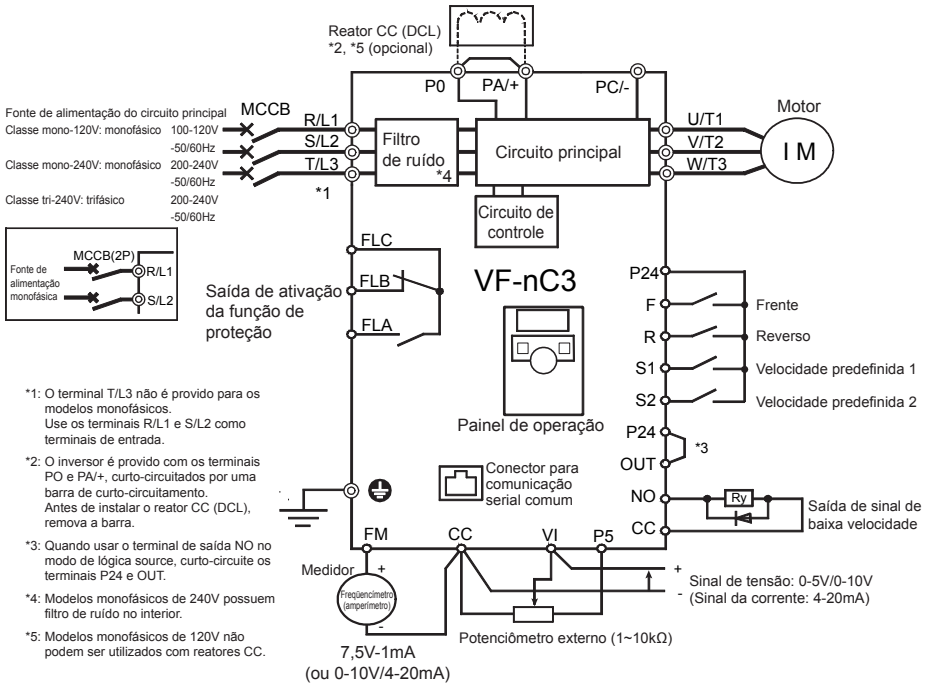 Reator CC (DCL)
*2, *5 (opcional)
P0
PA/+
PC/-
Fonte de alimentação do circuito principal
MCCB
Classe mono-120V: monofásico 100-120V
-50/60Hz
Classe mono-240V: monofásico 200-240V
-50/60Hz
Classe tri-240V: trifásico 200-240V
-50/60Hz
R/L1
S/L2
T/L3
*1
Filtro
de ruído
*4
Circuito principal
Circuito de
controle
U/T1
V/T2
W/T3
Motor
I M
MCCB(2P)
Fonte de
alimentação
monofásica
R/L1
S/L2
Saída de ativação
da função de
proteção
FLC
FLB
FLA
VF-nC3
Painel de operação
Conector para
comunicação
serial comum
P24
F
Frente
R
Reverso
S1
Velocidade predefinida 1
S2
Velocidade predefinida 2
P24
*3
OUT
NO
Ry
CC
Saída de sinal de
baixa velocidade
*1: O terminal T/L3 não é provido para os
modelos monofásicos.
Use os terminais R/L1 e S/L2 como
terminais de entrada.
*2: O inversor é provido com os terminais
PO e PA/+, curto-circuitados por uma
barra de curto-circuitamento.
Antes de instalar o reator CC (DCL),
remova a barra.
*3: Quando usar o terminal de saída NO no
modo de lógica source, curto-circuite os
terminais P24 e OUT.
*4: Modelos monofásicos de 240V possuem
filtro de ruído no interior.
*5: Modelos monofásicos de 120V não
podem ser utilizados com reatores CC.
FM
CC
VI
P5
Medidor
+
Freqüencímetro
(amperímetro)
-
7,5V-1mA
(ou 0-10V/4-20mA)
Potenciômetro externo (1~10kΩ)
+
-
Sinal de tensão: 0-5V/0-10V
(Sinal da corrente: 4-20mA)